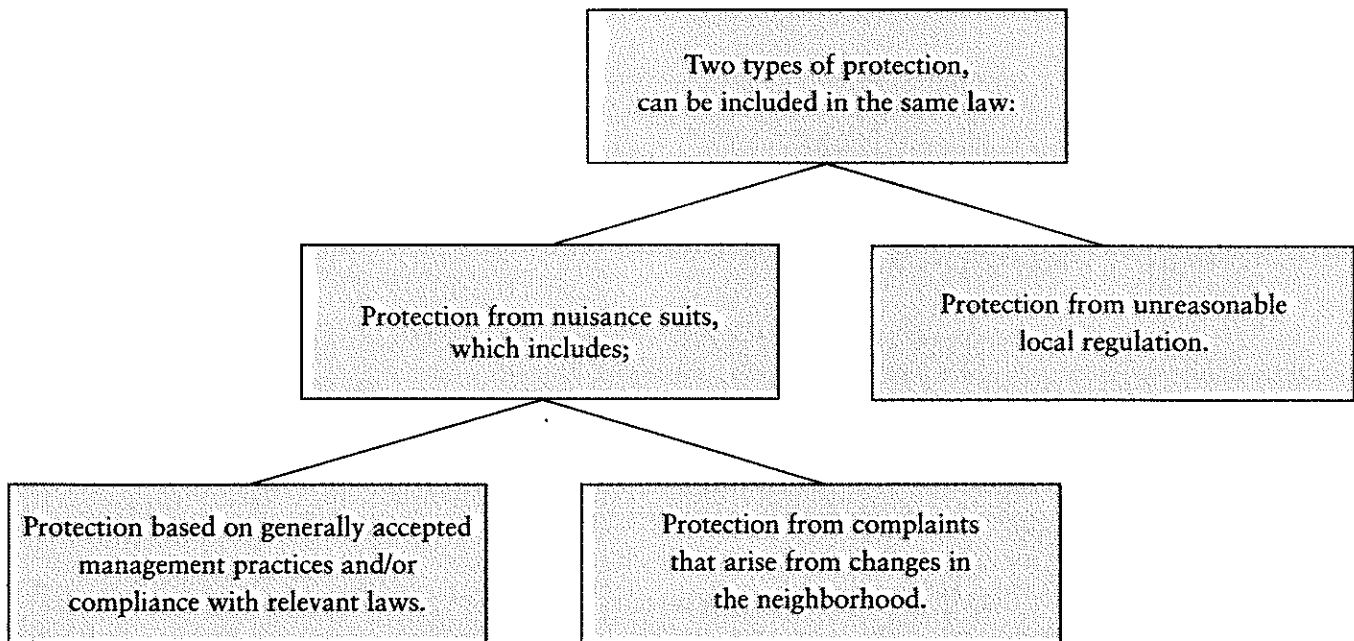 Two types of protection,
can be included in the same law:
Protection from nuisance suits,
which includes;
Protection from unreasonable
local regulation.
Protection based on generally accepted
management practices and/or
compliance with relevant laws.
Protection from complaints
that arise from changes in
the neighborhood.